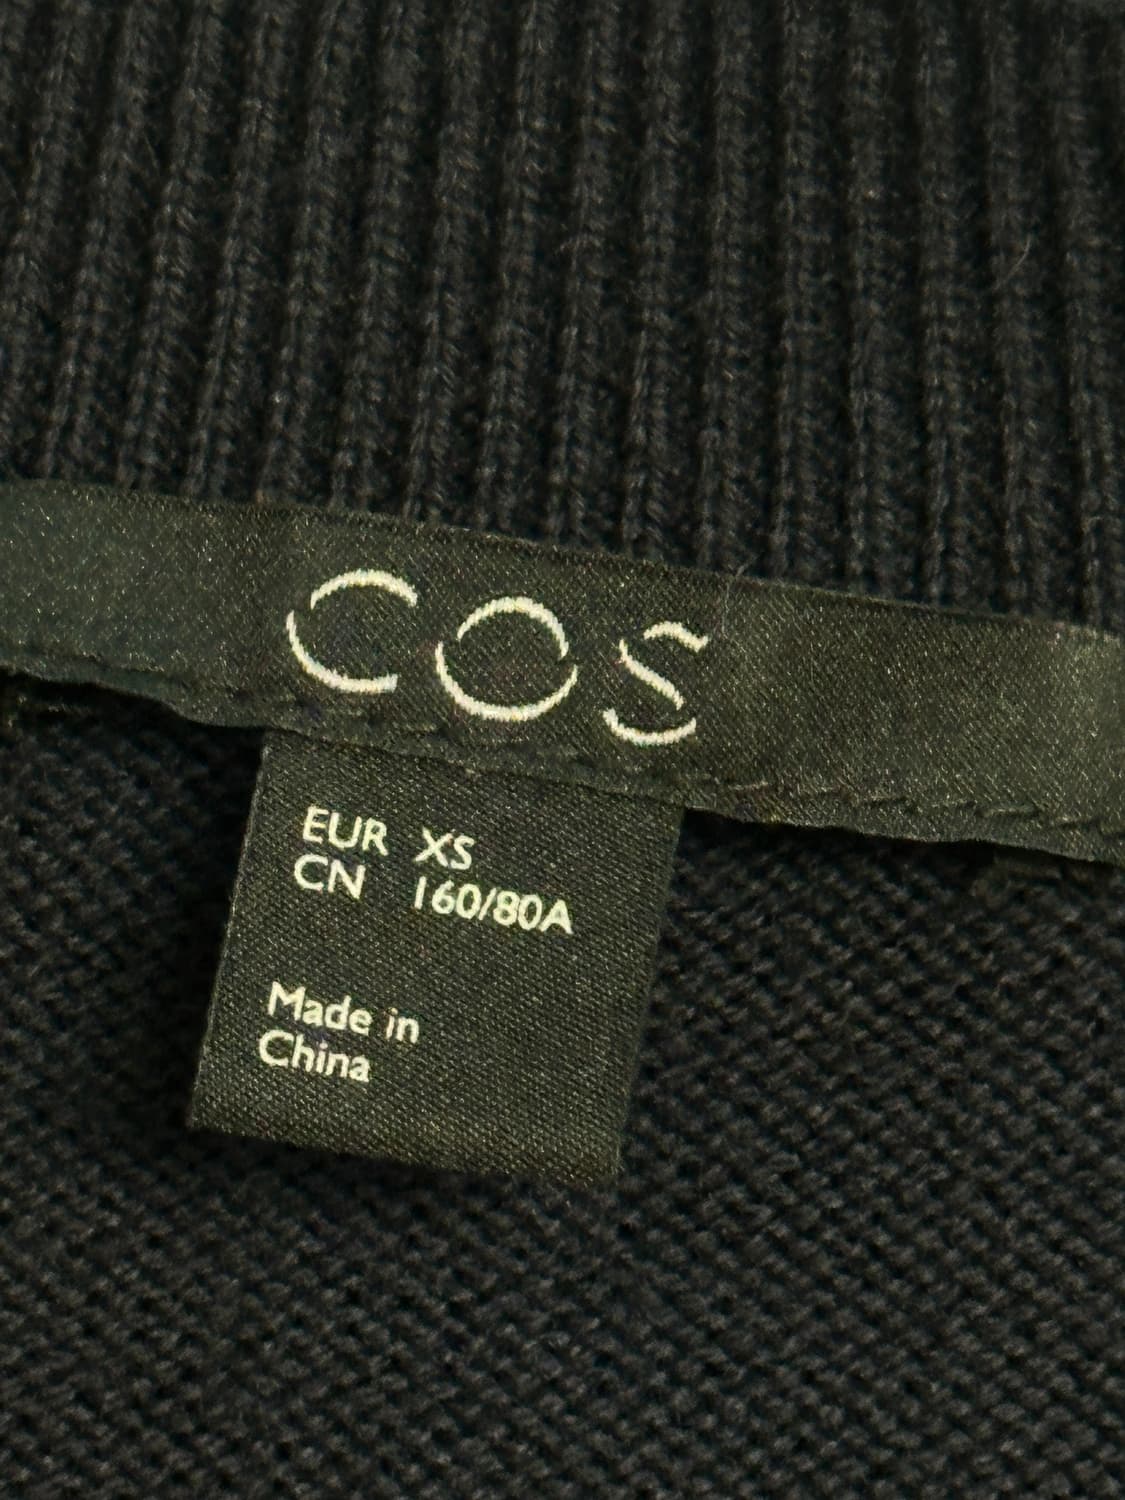 COS
EUR XS
CN 160/80A
Made in
China